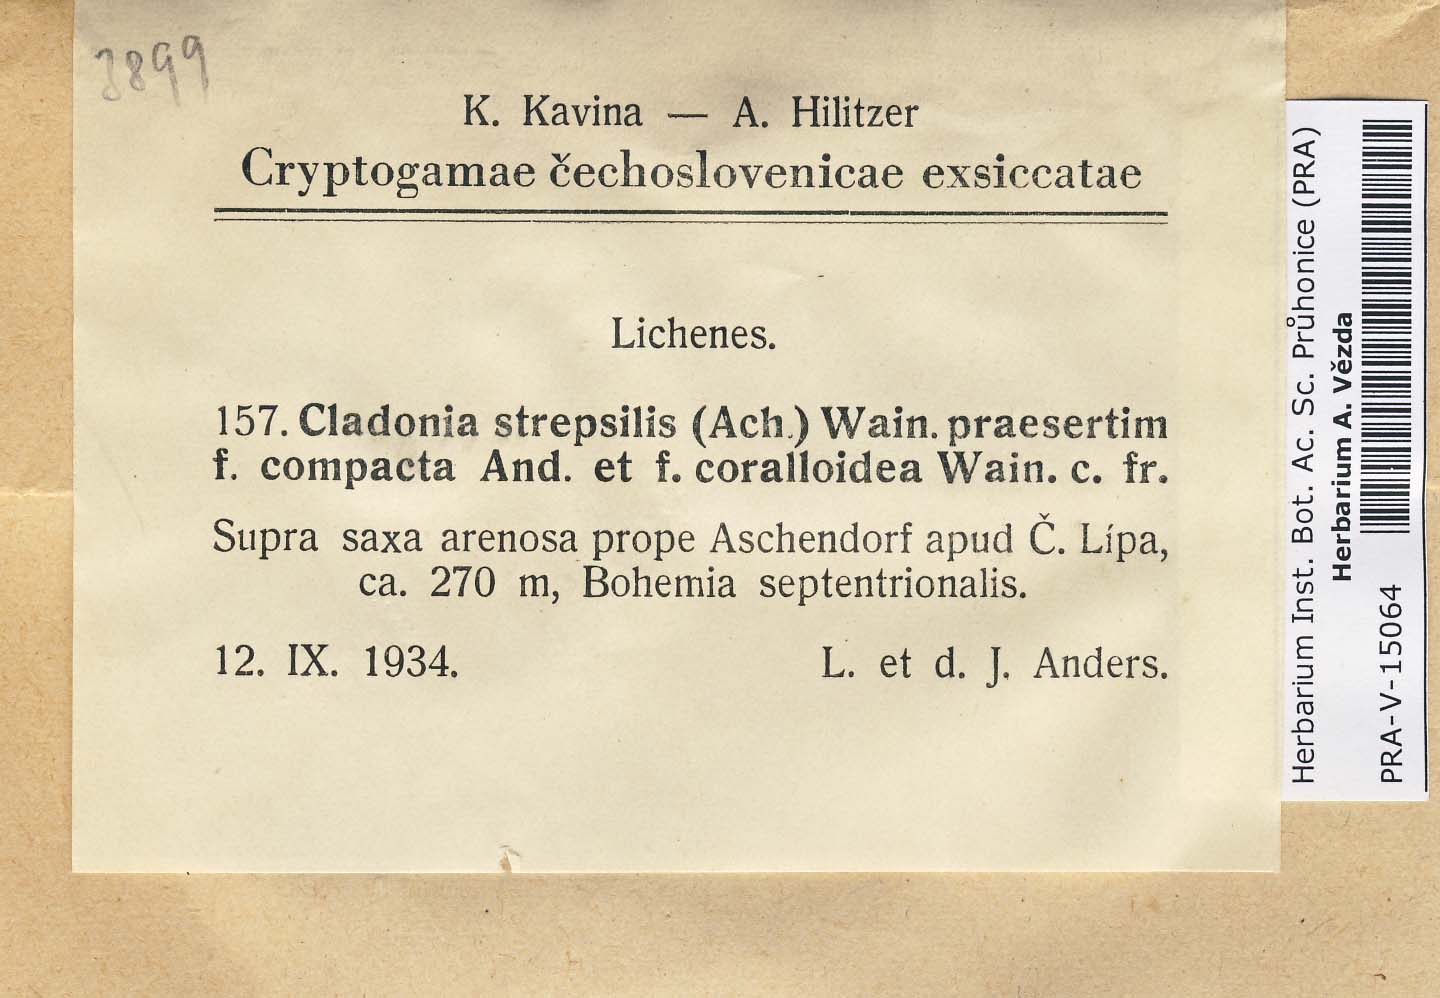 3899
K. Kavina — A. Hilitzer
Cryptogamae čechoslovenicae exsiccatae
Lichenes.
157. Cladonia strepsilis (Ach.) Wain. praesertim
f. compacta And. et f. coralloidea Wain. c. fr.
Supra saxa arenosa prope Aschendorf apud Č. Lípa,
ca. 270 m, Bohemia septentrionalis.
12. IX. 1934. L. et d. J. Anders.
Herbarium Inst. Bot. Ac. Sc. Průhonice (PRA)
Herbarium A. Vězda
PRA-V-15064